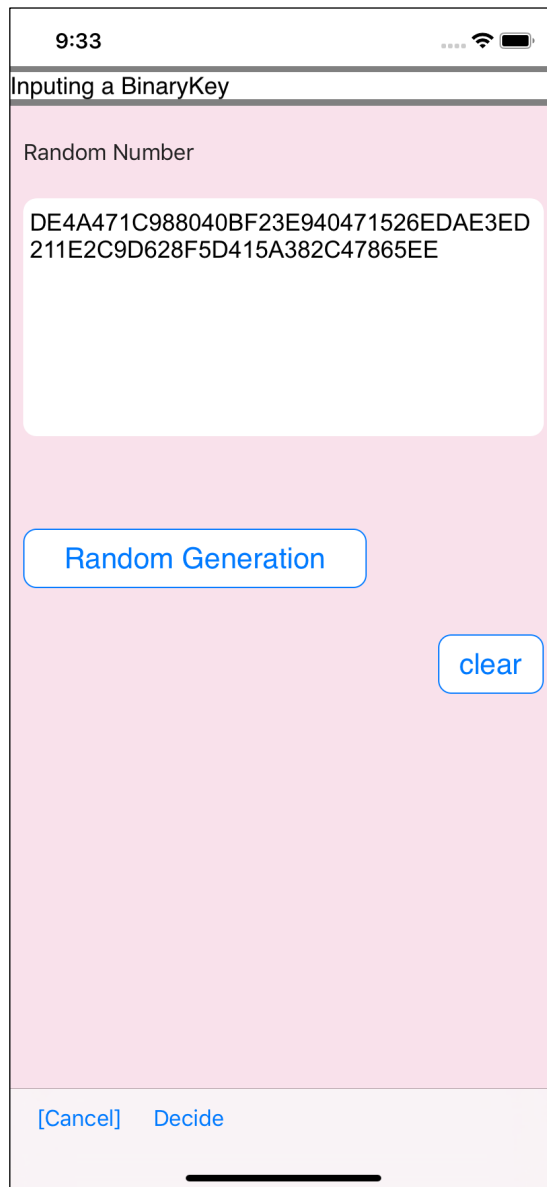 9:33
Inputing a BinaryKey
Random Number
DE4A471C988040BF23E940471526EDAE3ED
211E2C9D628F5D415A382C47865EE
Random Generation
clear
[Cancel] Decide